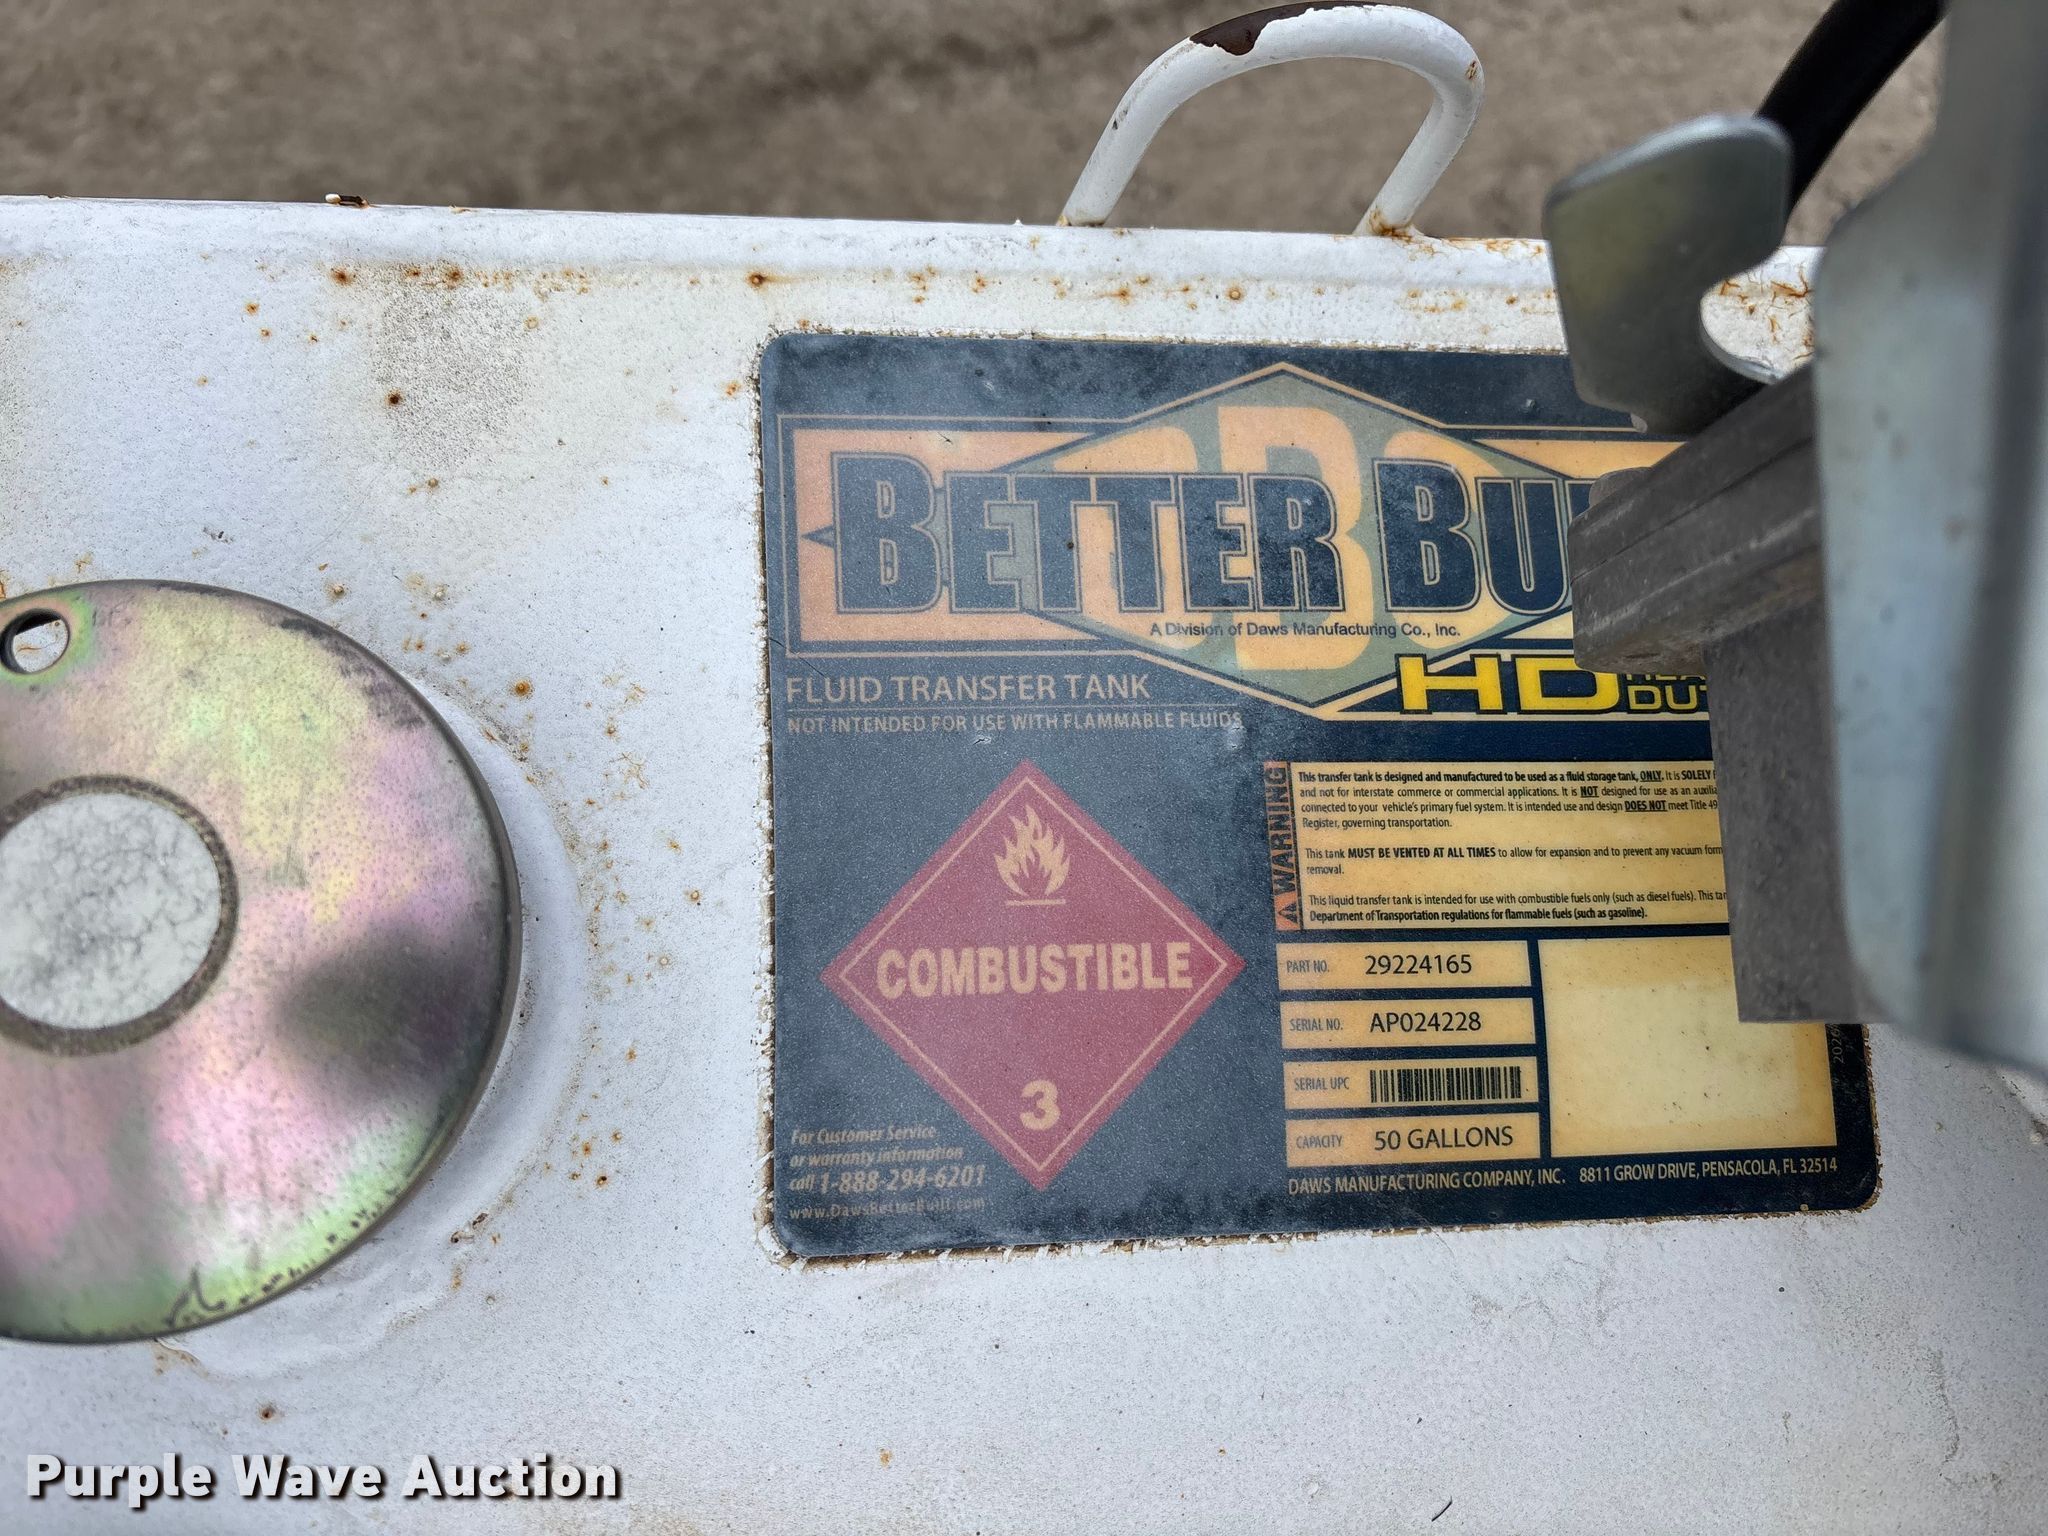 BETTER
A Division of Daws Manufacturing Co., Inc.
HD
FLUID TRANSFER TANK
NOT INTENDED FOR USE WITH FLAMMABLE FLUIDS
WARNING
This transfer tank is designed and manufactured to be used as a fluid storage tank, ONLY. It is SOLELY
and not for interstate commerce or commercial applications. It is NOT designed for use as an
connected to your vehicle's primary fuel system. It is intended use and design DOES NOT meet Title 49
Register, governing transportation.
This tank MUST BE VENTED AT ALL TIMES to allow for expansion and to prevent any vacuum
removal.
This liquid transfer tank is intended for use with combustible fuels only (such as diesel fuels). This
Department of Transportation regulations for flammable fuels (such as gasoline).
COMBUSTIBLE
3
PART NO. 29224165
SERIAL NO. AP024228
SERIAL UPC
CAPACITY 50 GALLONS
For Customer Service
or warranty information
call 1-888-294-6201
www.DawsBetterBuilt.com
DAWS MANUFACTURING COMPANY, INC. 8811 GROW DRIVE, PENSACOLA, FL 32514
Purple Wave Auction